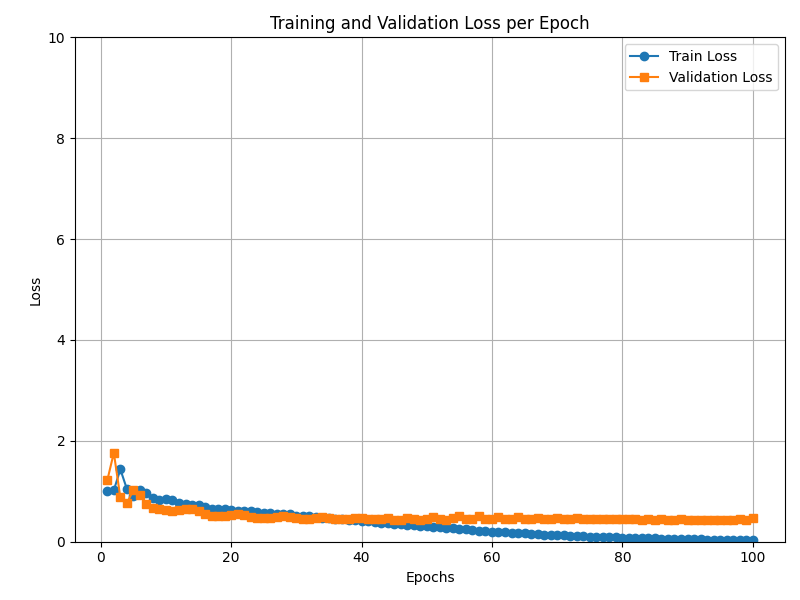 Training and Validation Loss per Epoch
10
8
6
4
2
0
Loss
Train Loss
Validation Loss
0 20 40 60 80 100
Epochs